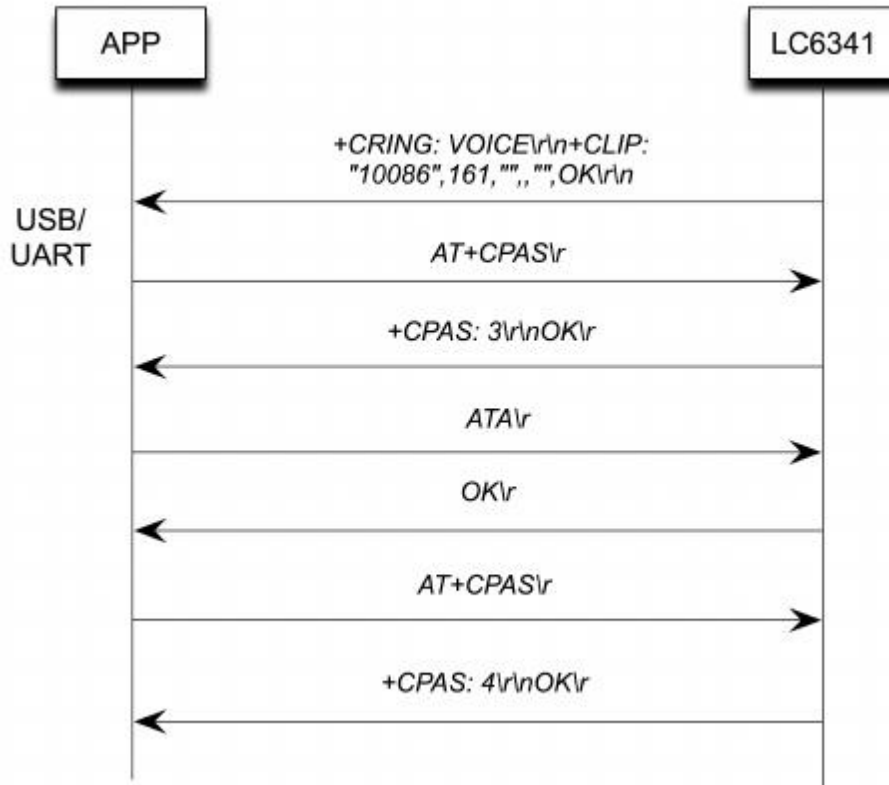 APP
LC6341
+CRING: VOICE\r\n+CLIP:
"10086",161,"",,"",OK\r\n
USB/
UART
AT+CPAS\r
+CPAS: 3\r\nOK\r
ATA\r
OK\r
AT+CPAS\r
+CPAS: 4\r\nOK\r